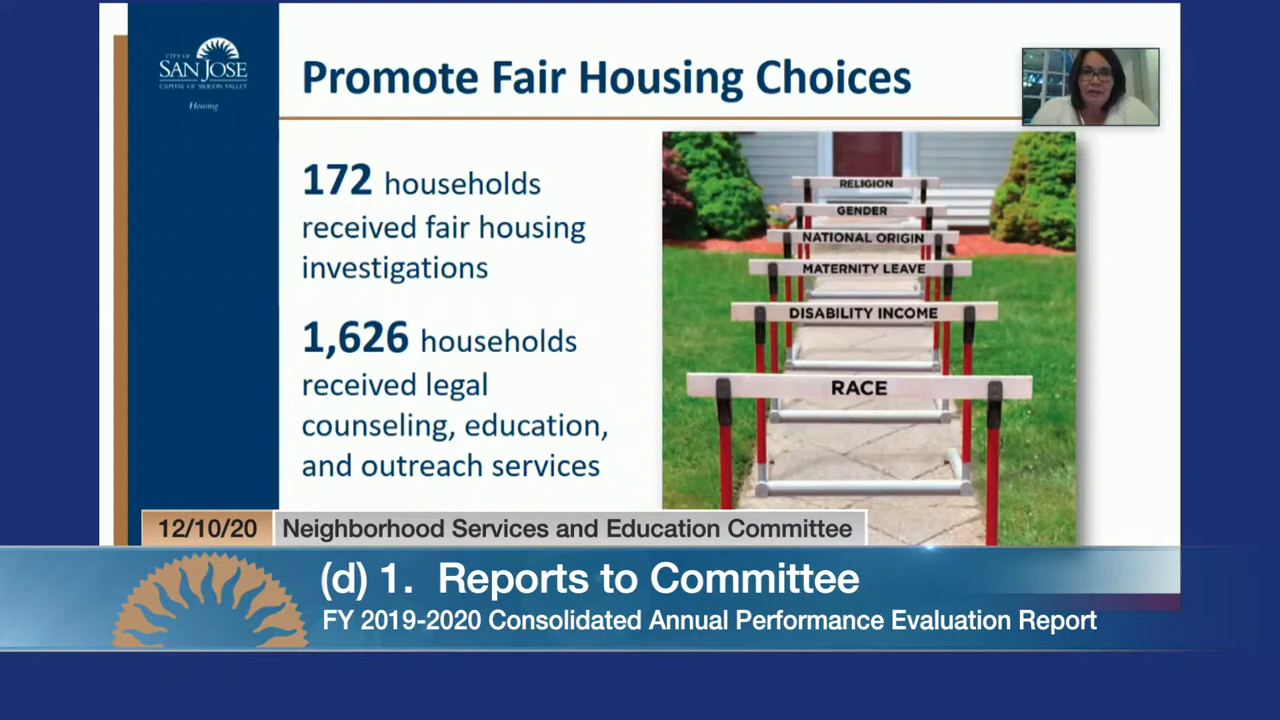 CITY OF
SAN JOSE
CAPITAL OF SILICON VALLEY
Housing
Promote Fair Housing Choices
172 households
received fair housing
investigations
1,626 households
received legal
counseling, education,
and outreach services
RELIGION
GENDER
NATIONAL ORIGIN
MATERNITY LEAVE
DISABILITY INCOME
RACE
12/10/20 Neighborhood Services and Education Committee
(d) 1. Reports to Committee
FY 2019-2020 Consolidated Annual Performance Evaluation Report